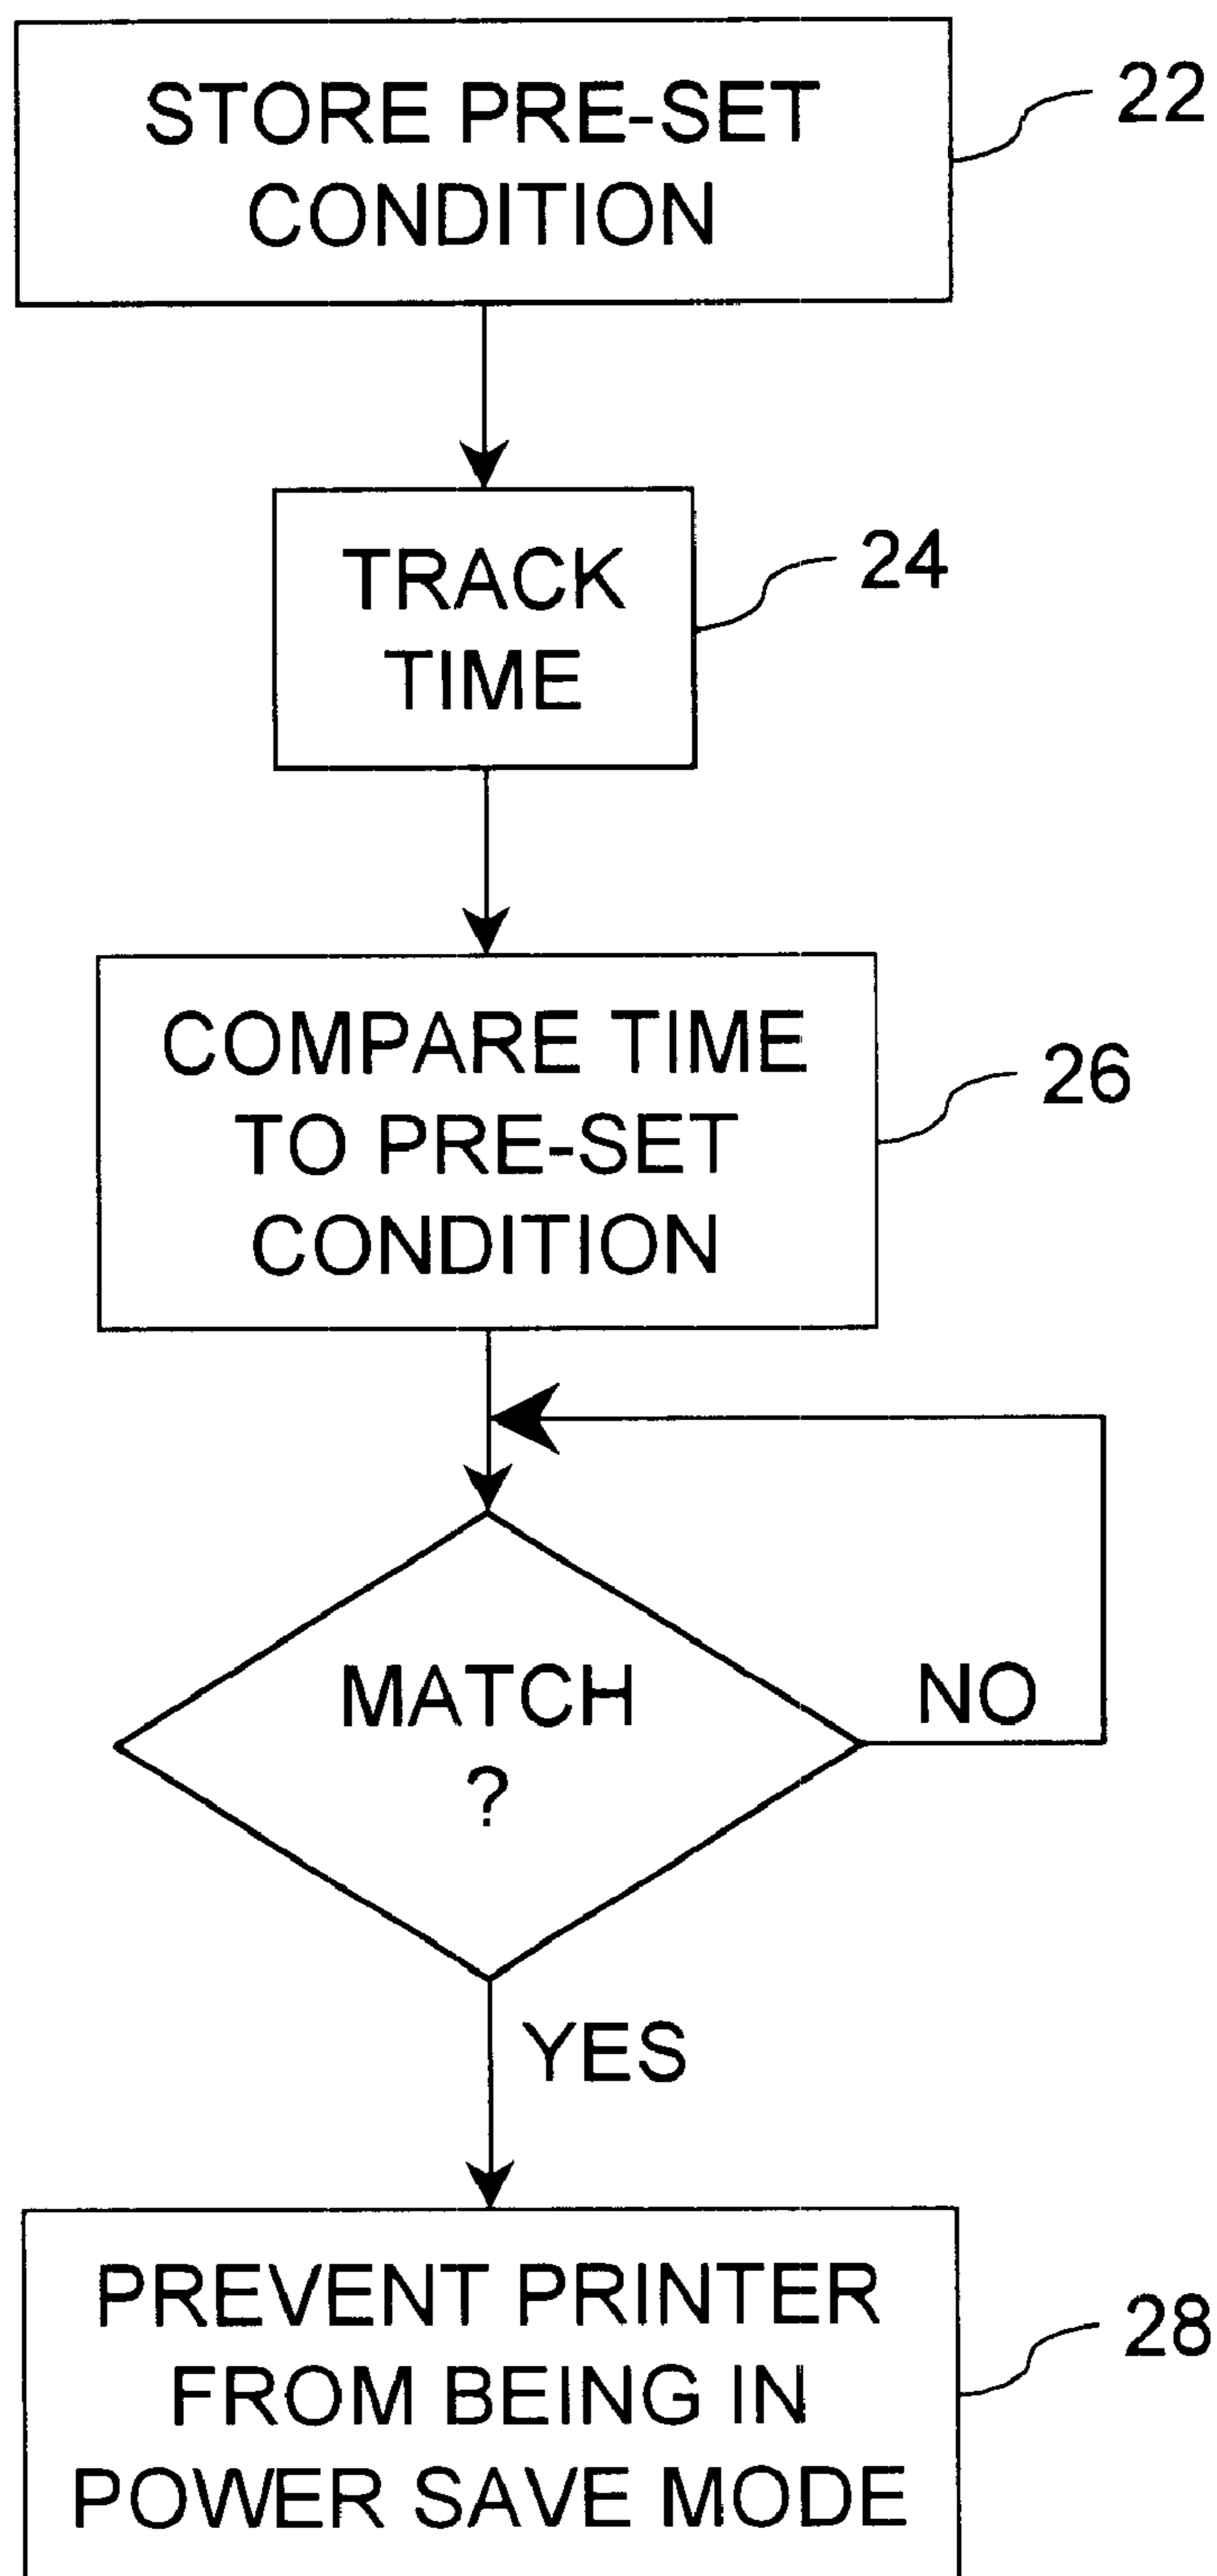 STORE PRE-SET
CONDITION
22
TRACK
TIME
24
COMPARE TIME
TO PRE-SET
CONDITION
26
MATCH
?
NO
YES
PREVENT PRINTER
FROM BEING IN
POWER SAVE MODE
28